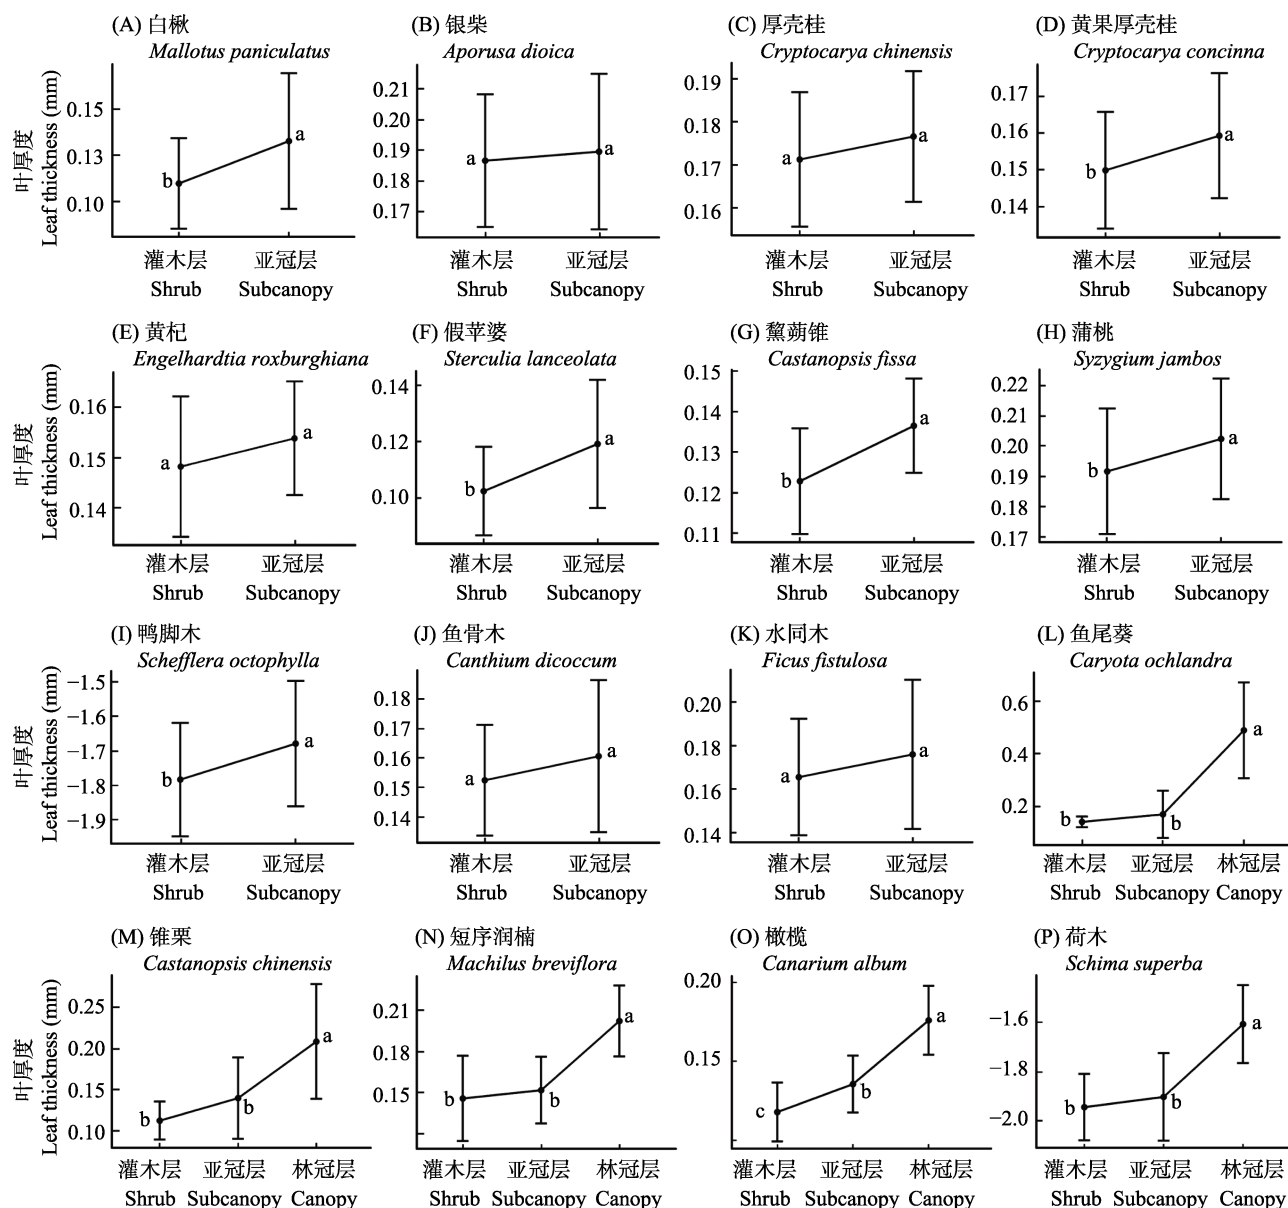 (A) 白楸
Mallotus paniculatus
(B) 银柴
Aporusa dioica
(C) 厚壳桂
Cryptocarya chinensis
(D) 黄果厚壳桂
Cryptocarya concinna
叶厚度
Leaf thickness (mm)
0.15
0.13
0.10
b
a
0.21
0.20
0.19
0.18
0.17
a
a
0.19
0.18
0.17
0.16
a
a
0.17
0.16
0.15
0.14
b
a
灌木层 亚冠层
Shrub Subcanopy
灌木层 亚冠层
Shrub Subcanopy
灌木层 亚冠层
Shrub Subcanopy
灌木层 亚冠层
Shrub Subcanopy
(E) 黄杞
Engelhardtia roxburghiana
(F) 假苹婆
Sterculia lanceolata
(G) 黧蒴锥
Castanopsis fissa
(H) 蒲桃
Syzygium jambos
叶厚度
Leaf thickness (mm)
0.16
0.15
0.14
a
a
0.14
0.12
0.10
b
a
0.15
0.14
0.13
0.12
0.11
b
a
0.22
0.21
0.20
0.19
0.18
0.17
b
a
灌木层 亚冠层
Shrub Subcanopy
灌木层 亚冠层
Shrub Subcanopy
灌木层 亚冠层
Shrub Subcanopy
灌木层 亚冠层
Shrub Subcanopy
(I) 鸭脚木
Schefflera octophylla
(J) 鱼骨木
Canthium dicoccum
(K) 水同木
Ficus fistulosa
(L) 鱼尾葵
Caryota ochlandra
叶厚度
Leaf thickness (mm)
−1.5
−1.6
−1.7
−1.8
−1.9
b
a
0.18
0.17
0.16
0.15
0.14
a
a
0.20
0.18
0.16
0.14
a
a
0.6
0.4
0.2
b
b
a
灌木层 亚冠层
Shrub Subcanopy
灌木层 亚冠层
Shrub Subcanopy
灌木层 亚冠层
Shrub Subcanopy
灌木层 亚冠层 林冠层
Shrub Subcanopy Canopy
(M) 锥栗
Castanopsis chinensis
(N) 短序润楠
Machilus breviflora
(O) 橄榄
Canarium album
(P) 荷木
Schima superba
叶厚度
Leaf thickness (mm)
0.25
0.20
0.15
0.10
b
b
a
0.21
0.18
0.15
b
b
a
0.20
0.15
c
b
a
−1.6
−1.8
−2.0
b
b
a
灌木层 亚冠层 林冠层
Shrub Subcanopy Canopy
灌木层 亚冠层 林冠层
Shrub Subcanopy Canopy
灌木层 亚冠层 林冠层
Shrub Subcanopy Canopy
灌木层 亚冠层 林冠层
Shrub Subcanopy Canopy